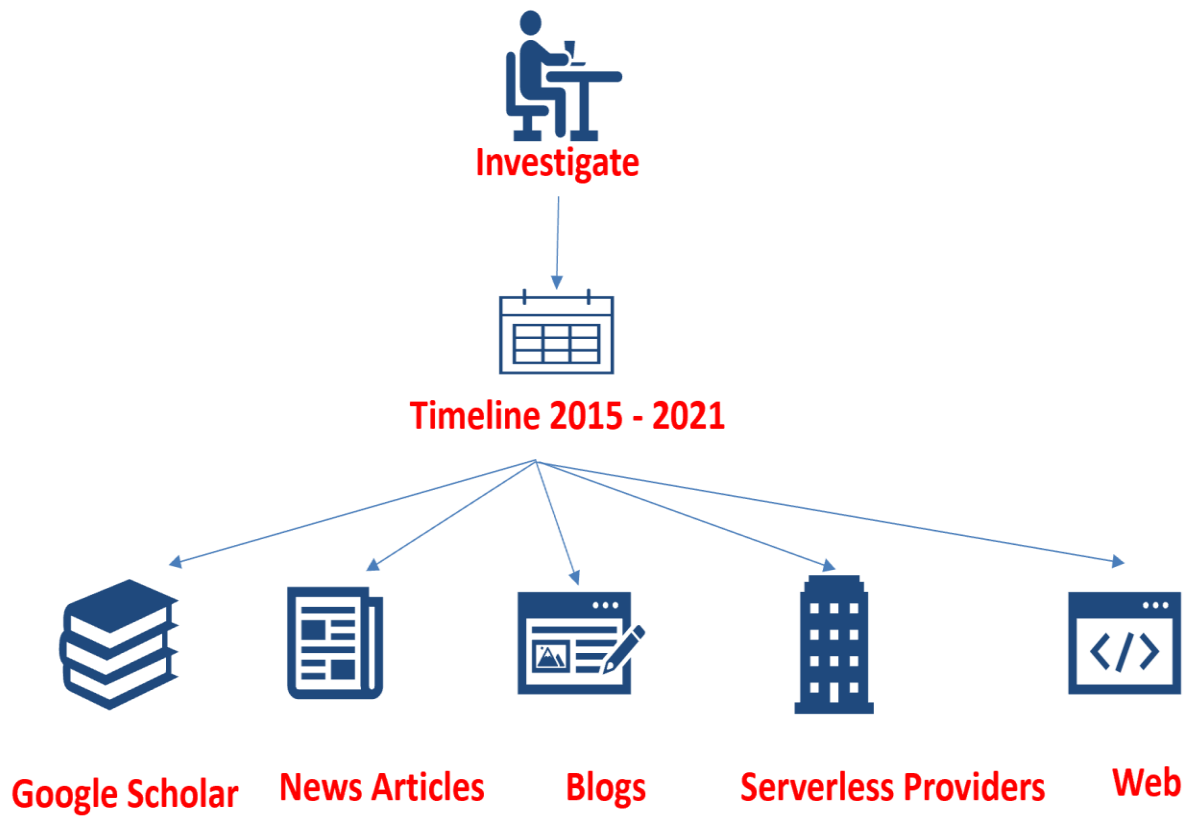 Investigate
Timeline 2015 - 2021
Google Scholar
News Articles
Blogs
Serverless Providers
Web